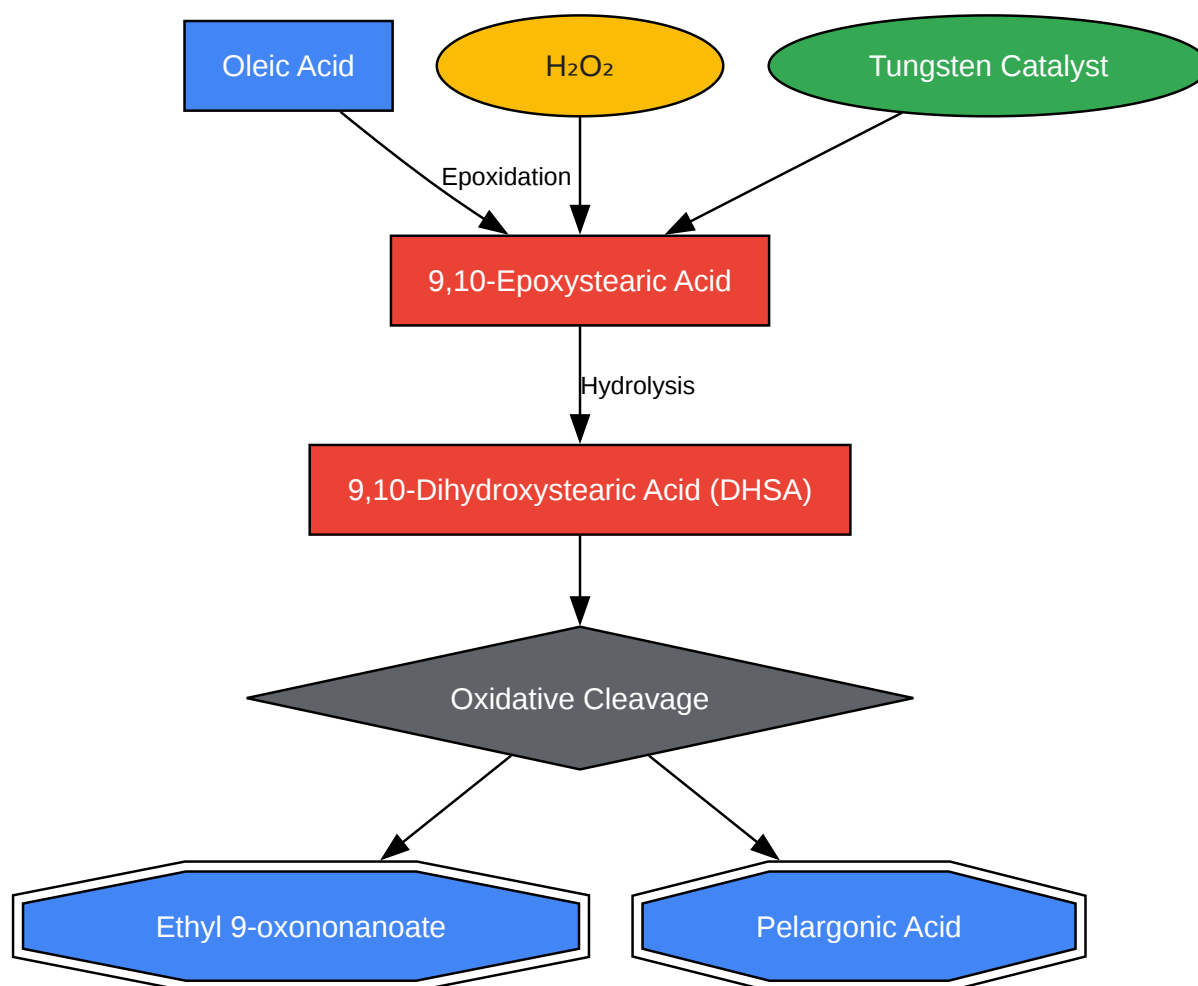 Oleic Acid
H₂O₂
Tungsten Catalyst
Epoxidation
9,10-Epoxystearic Acid
Hydrolysis
9,10-Dihydroxystearic Acid (DHSA)
Oxidative Cleavage
Ethyl 9-oxononanoate
Pelargonic Acid